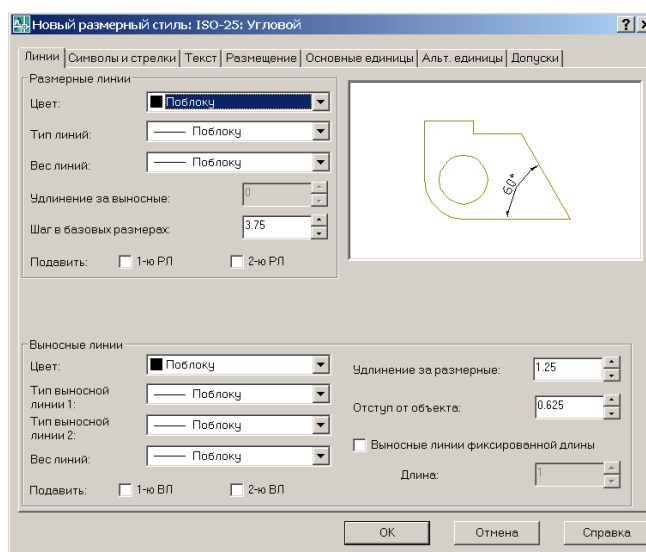 Новый размерный стиль: ISO-25: Угловой
Линии Символы и стрелки Текст Размещение Основные единицы Альт. единицы Допуски
Размерные линии
Цвет: Поблоку
Тип линий: Поблоку
Вес линий: Поблоку
Удлинение за выносные: 0
Шаг в базовых размерах: 3.75
Подавить: 1-ю РЛ 2-ю РЛ
60°
Выносные линии
Цвет: Поблоку
Тип выносной
линии 1: Поблоку
Тип выносной
линии 2: Поблоку
Вес линий: Поблоку
Подавить: 1-ю ВЛ 2-ю ВЛ
Удлинение за размерные: 1.25
Отступ от объекта: 0.625
Выносные линии фиксированной длины
Длина: 1
OK Отмена Справка